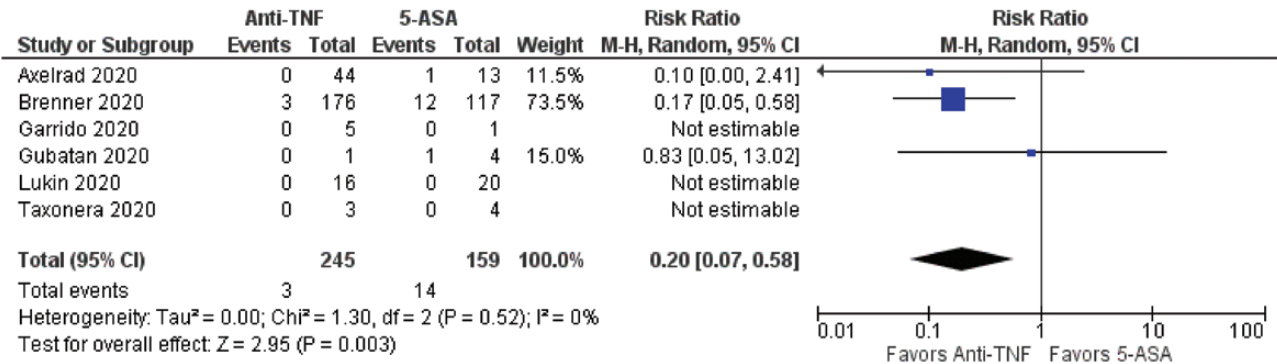 Anti-TNF 5-ASA Risk Ratio Risk Ratio
Study or Subgroup Events Total Events Total Weight M-H, Random, 95% CI M-H, Random, 95% CI
Axelrad 2020 0 44 1 13 11.5% 0.10 [0.00, 2.41]
Brenner 2020 3 176 12 117 73.5% 0.17 [0.05, 0.58]
Garrido 2020 0 5 0 1 Not estimable
Gubatan 2020 0 1 1 4 15.0% 0.83 [0.05, 13.02]
Lukin 2020 0 16 0 20 Not estimable
Taxonera 2020 0 3 0 4 Not estimable
Total (95% CI) 245 159 100.0% 0.20 [0.07, 0.58]
Total events 3 14
Heterogeneity: Tau² = 0.00; Chi² = 1.30, df = 2 (P = 0.52); I² = 0%
Test for overall effect: Z = 2.95 (P = 0.003)
0.01 0.1 1 10 100
Favors Anti-TNF Favors 5-ASA